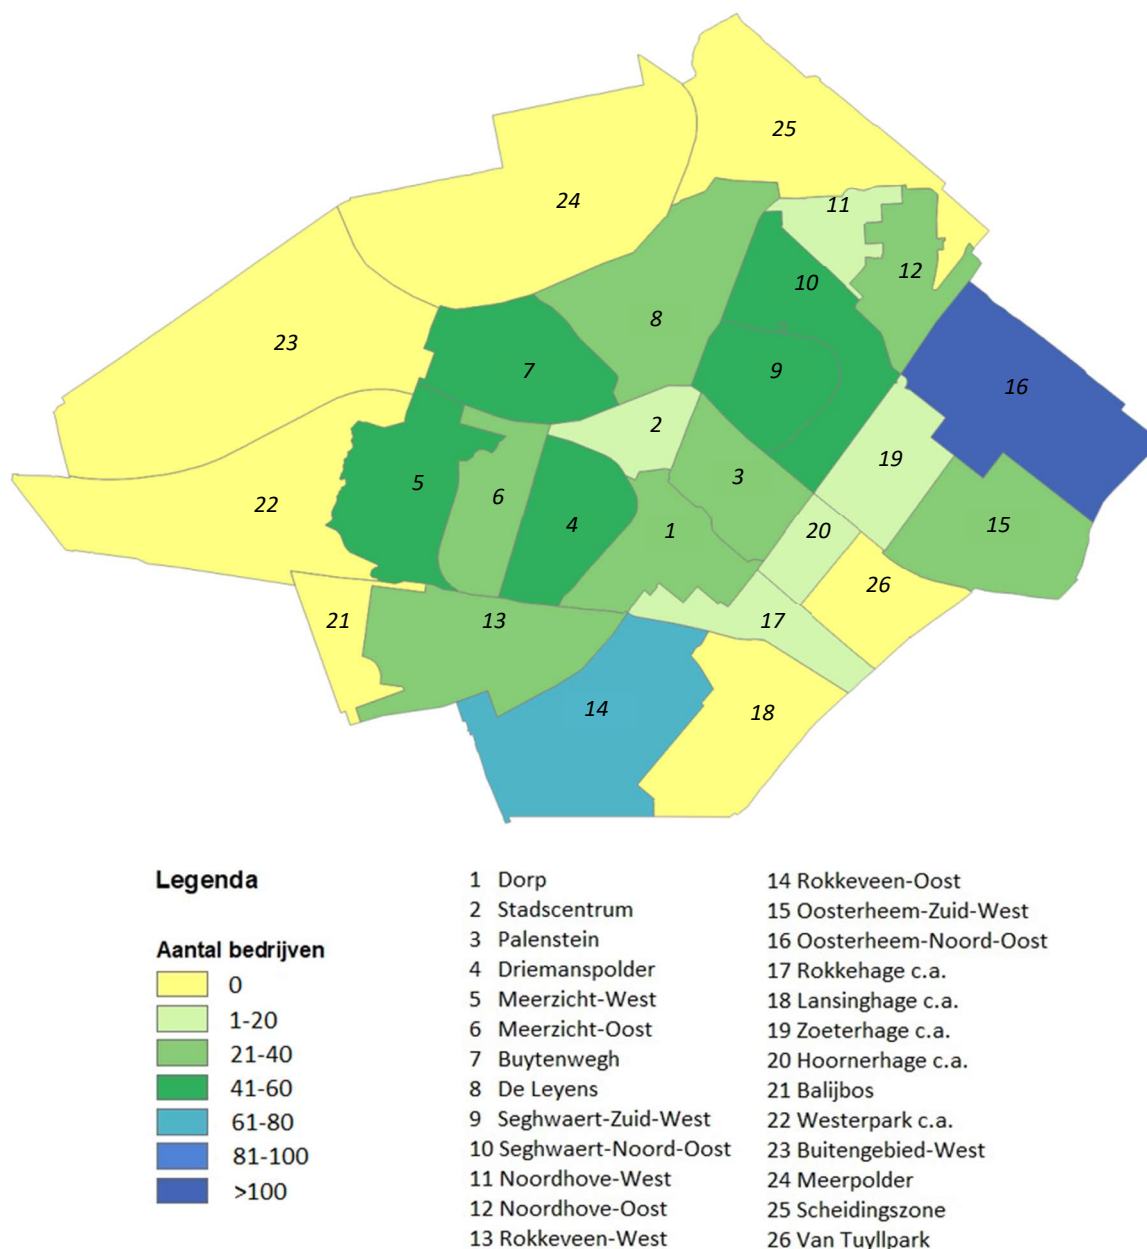 25
24
11
12
10
8
23
7
9
16
2
19
5
3
22
6
4
1
20
15
26
21
13
17
14
18
Legenda
Aantal bedrijven
0
1-20
21-40
41-60
61-80
81-100
>100
1 Dorp
2 Stadscentrum
3 Palenstein
4 Driemanspolder
5 Meerzicht-West
6 Meerzicht-Oost
7 Buytenwegh
8 De Leyens
9 Seghwaert-Zuid-West
10 Seghwaert-Noord-Oost
11 Noordhove-West
12 Noordhove-Oost
13 Rokkeveen-West
14 Rokkeveen-Oost
15 Oosterheem-Zuid-West
16 Oosterheem-Noord-Oost
17 Rokkehage c.a.
18 Lansinghage c.a.
19 Zoeterhage c.a.
20 Hoornerhage c.a.
21 Balijbos
22 Westerpark c.a.
23 Buitengebied-West
24 Meerpolder
25 Scheidingszone
26 Van Tuyllpark